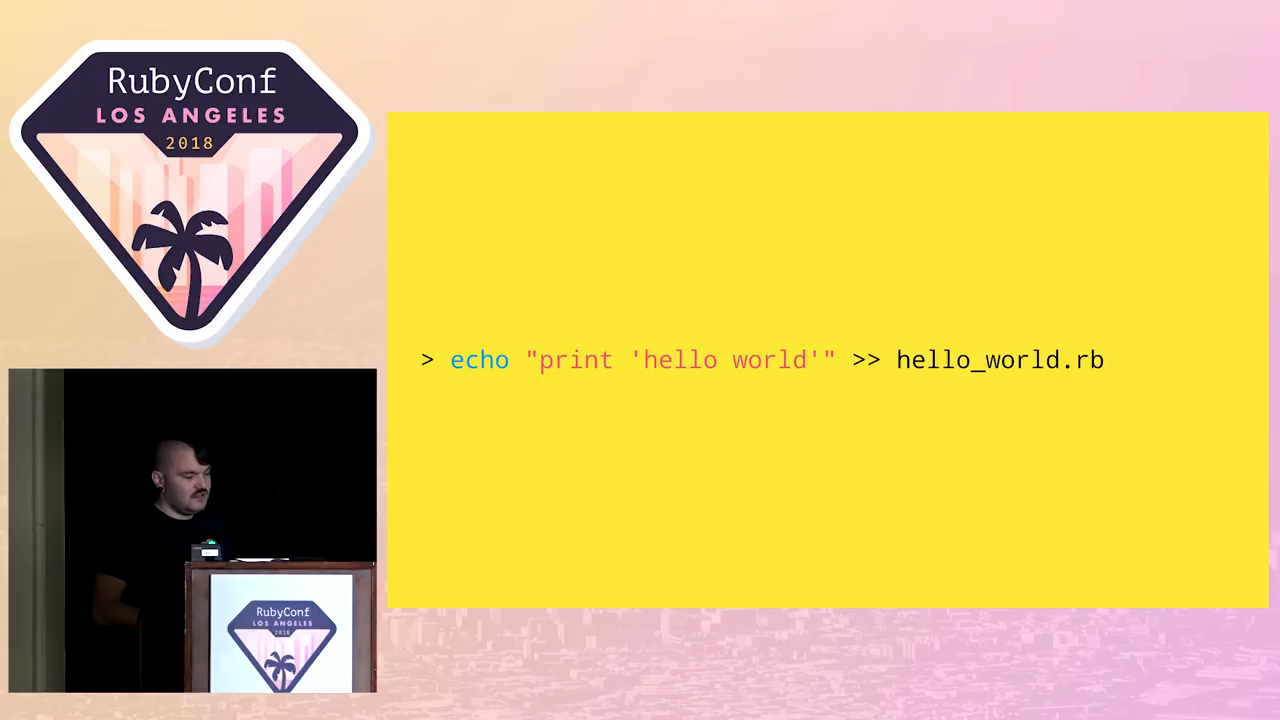 RubyConf
LOS ANGELES
2018
> echo "print 'hello world'" >> hello_world.rb
RubyConf
LOS ANGELES
2018